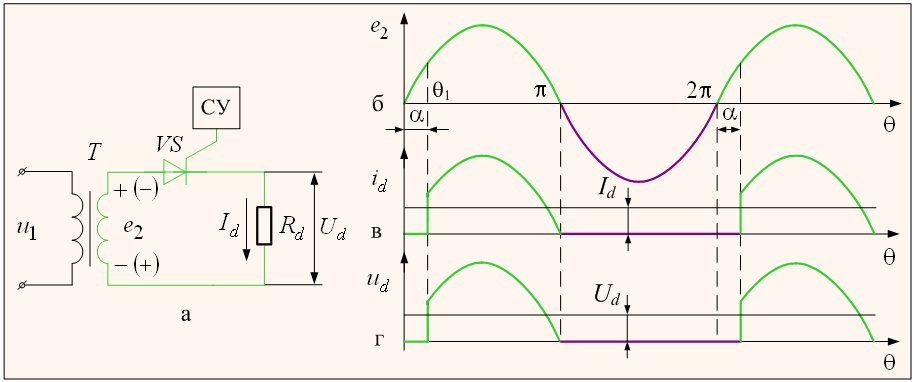 СУ
VS
T
+ (−)
u1
e2
− (+)
Id
Rd
Ud
а
e2
θ1
π
2π
б
α
α
θ
id
Id
в
θ
ud
Ud
г
θ